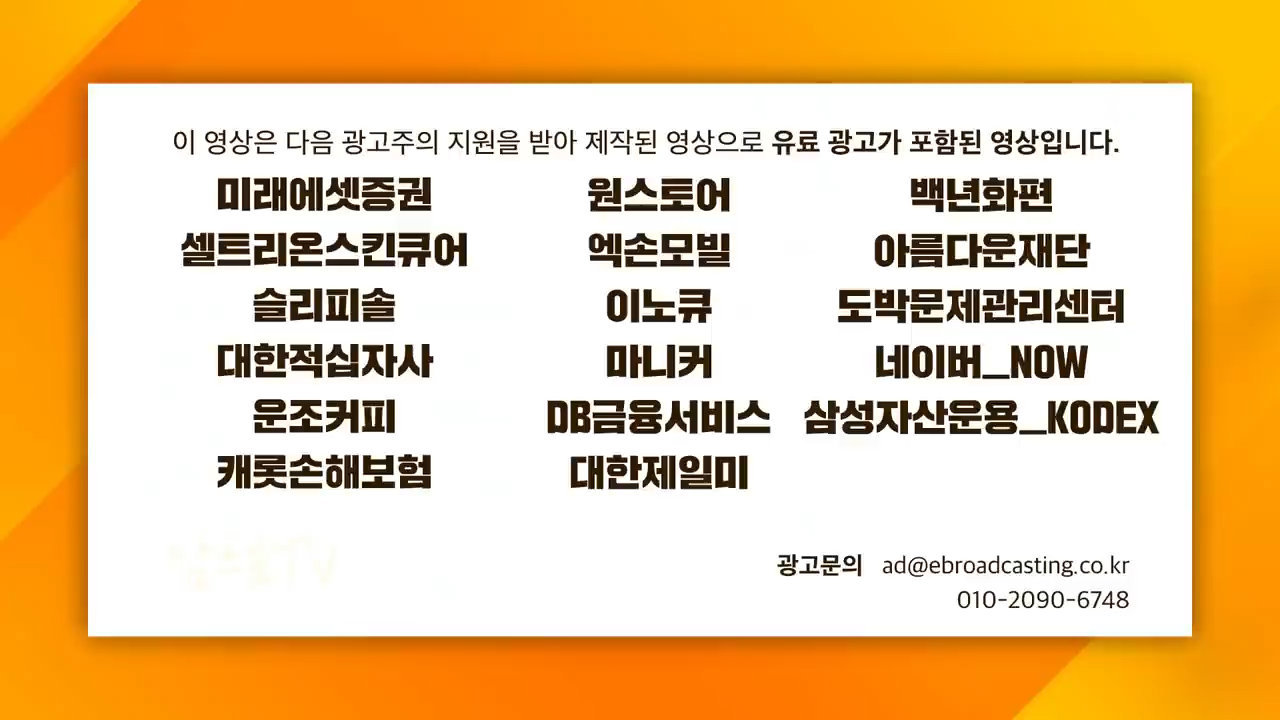 이 영상은 다음 광고주의 지원을 받아 제작된 영상으로 유료 광고가 포함된 영상입니다.
미래에셋증권 원스토어 백년화편
셀트리온스킨큐어 엑손모빌 아름다운재단
슬리피솔 이노큐 도박문제관리센터
대한적십자사 마니커 네이버_NOW
운조커피 DB금융서비스 삼성자산운용_KODEX
캐롯손해보험 대한제일미
광고문의 ad@ebroadcasting.co.kr
010-2090-6748